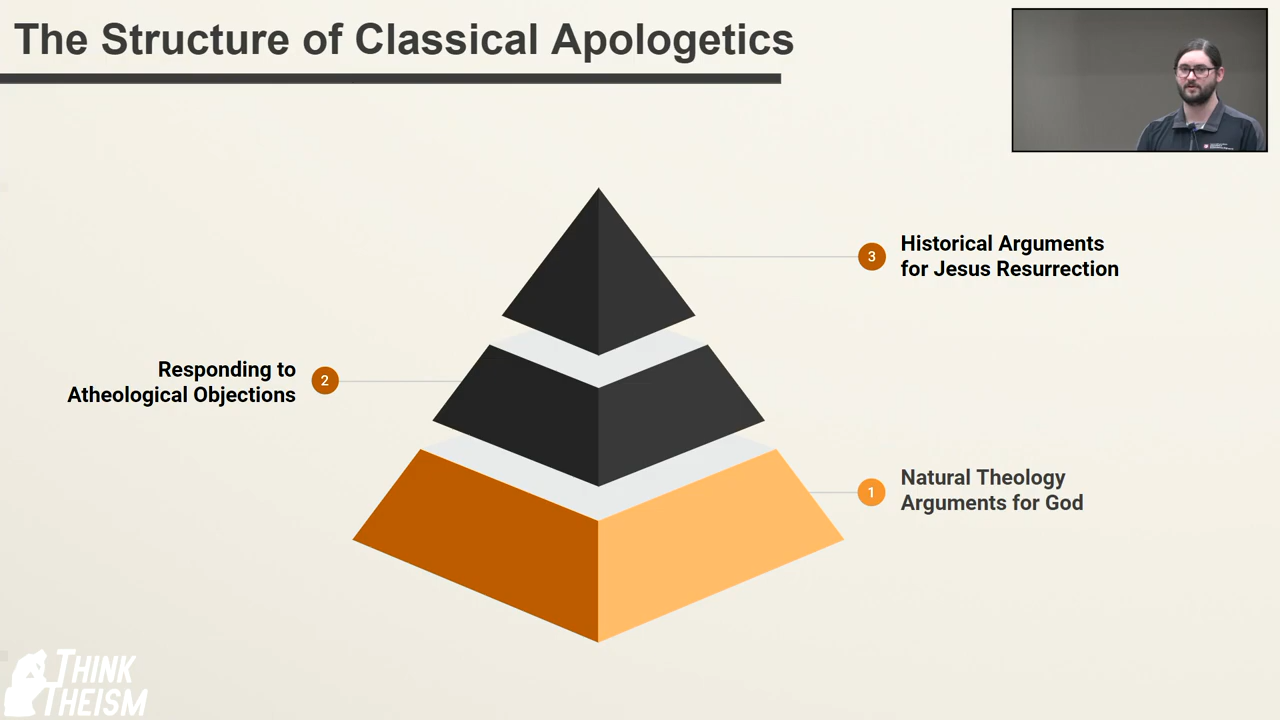 The Structure of Classical Apologetics
3
Historical Arguments
for Jesus Resurrection
Responding to
Atheological Objections
2
1
Natural Theology
Arguments for God
THINK
THEISM